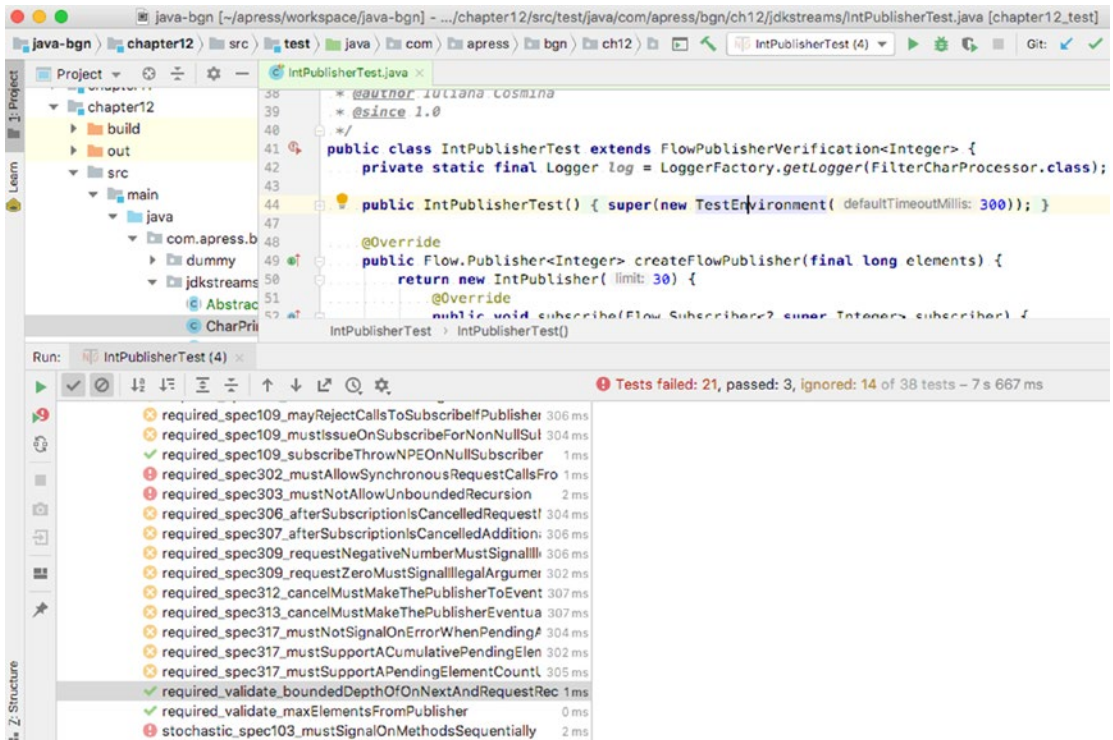 java-bgn [~/apress/workspace/java-bgn] - .../chapter12/src/test/java/com/apress/bgn/ch12/jdkstreams/IntPublisherTest.java [chapter12_test]
java-bgn chapter12 src test java com apress bgn ch12 IntPublisherTest (4) Git:
1: Project
Learn
Z: Structure
Project
chapter12
build
out
src
main
java
com.apress.b
dummy
jdkstreams
Abstrac
CharPri
IntPublisherTest.java
38 * @author Iuliana Cosmina
39 * @since 1.0
40 */
41 public class IntPublisherTest extends FlowPublisherVerification<Integer> {
42 private static final Logger log = LoggerFactory.getLogger(FilterCharProcessor.class);
43
44 public IntPublisherTest() { super(new TestEnvironment( defaultTimeoutMillis: 300)); }
47
48 @Override
49 public Flow.Publisher<Integer> createFlowPublisher(final long elements) {
50 return new IntPublisher( limit: 30) {
51 @Override
52 public void subscribe(Flow.Subscriber<? super Integer> subscriber) {
IntPublisherTest > IntPublisherTest()
Run: IntPublisherTest (4)
Tests failed: 21, passed: 3, ignored: 14 of 38 tests – 7 s 667 ms
required_spec109_mayRejectCallsToSubscribeIfPublisher 306 ms
required_spec109_mustIssueOnSubscribeForNonNullSul 304 ms
required_spec109_subscribeThrowNPEOnNullSubscriber 1 ms
required_spec302_mustAllowSynchronousRequestCallsFro 1 ms
required_spec303_mustNotAllowUnboundedRecursion 2 ms
required_spec306_afterSubscriptionIsCancelledRequest 304 ms
required_spec307_afterSubscriptionIsCancelledAddition 306 ms
required_spec309_requestNegativeNumberMustSignalIlle 306 ms
required_spec309_requestZeroMustSignalIllegalArgumer 302 ms
required_spec312_cancelMustMakeThePublisherToEvent 307 ms
required_spec313_cancelMustMakeThePublisherEventua 307 ms
required_spec317_mustNotSignalOnErrorWhenPendingA 304 ms
required_spec317_mustSupportACumulativePendingElen 302 ms
required_spec317_mustSupportAPendingElementCountL 305 ms
required_validate_boundedDepthOfOnNextAndRequestRec 1 ms
required_validate_maxElementsFromPublisher 0 ms
stochastic_spec103_mustSignalOnMethodsSequentially 2 ms